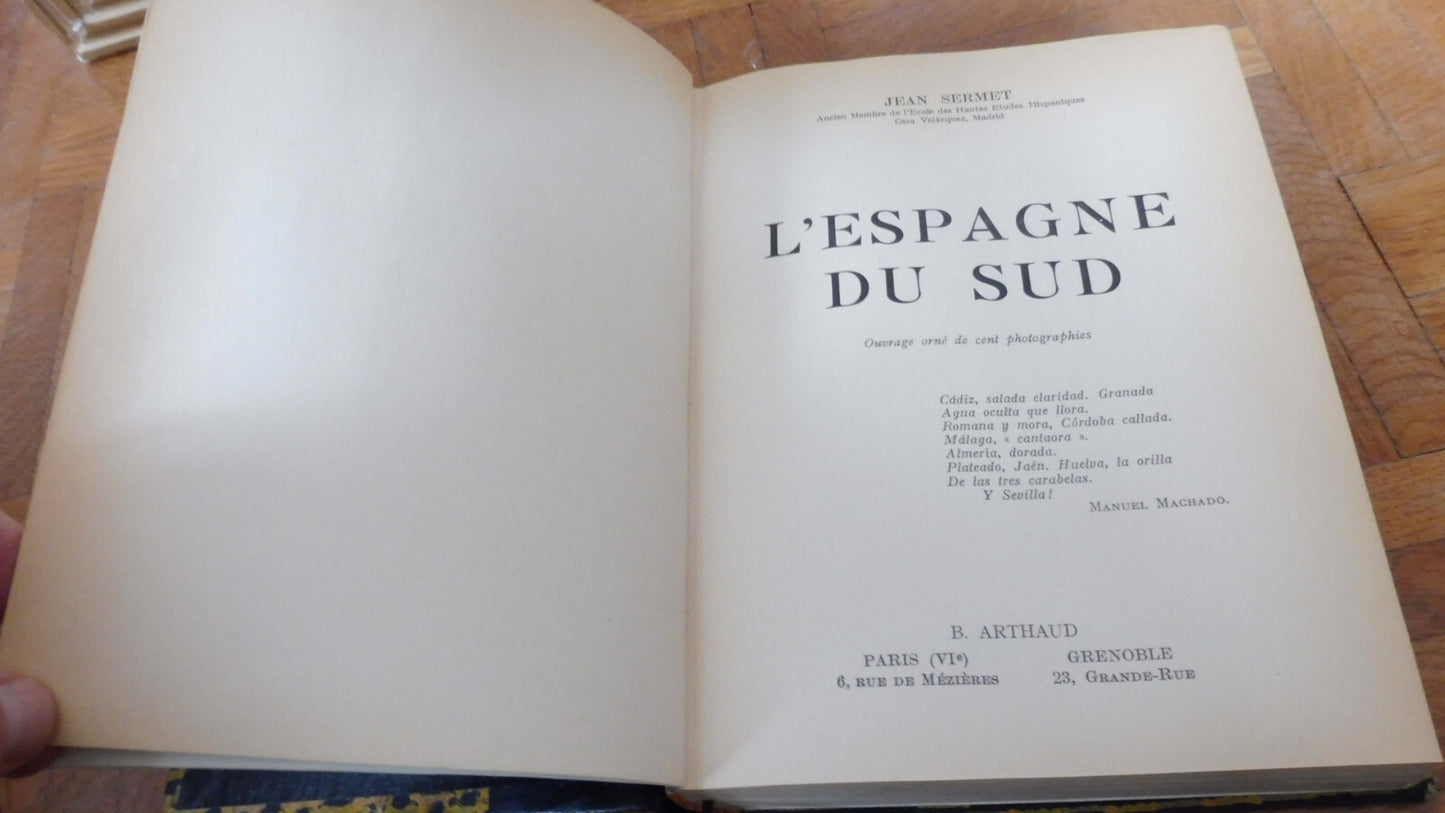 JEAN SERMET
Ancien Membre de l'Ecole des Hautes Etudes Hispaniques
Casa Velázquez, Madrid
L'ESPAGNE
DU SUD
Ouvrage orné de cent photographies
Cádiz, salada claridad. Granada
Agua oculta que llora.
Romana y mora, Córdoba callada.
Málaga, « cantaora ».
Almería, dorada.
Plateado, Jaén. Huelva, la orilla
De las tres carabelas.
Y Sevilla!
MANUEL MACHADO.
B. ARTHAUD
PARIS (VIe)
6, RUE DE MÉZIÈRES
GRENOBLE
23, GRANDE-RUE